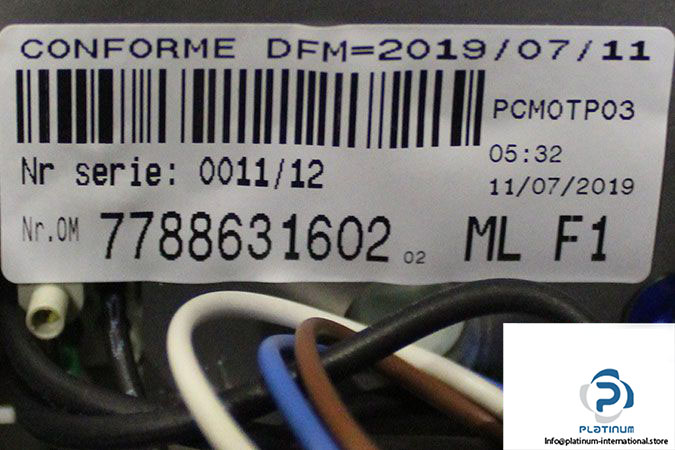 CONFORME DFM=2019/07/11
PCMOTP03
05:32
11/07/2019
Nr serie: 0011/12
Nr.OM 7788631602 02 ML F1
PLATINUM
Info@platinum-international.store